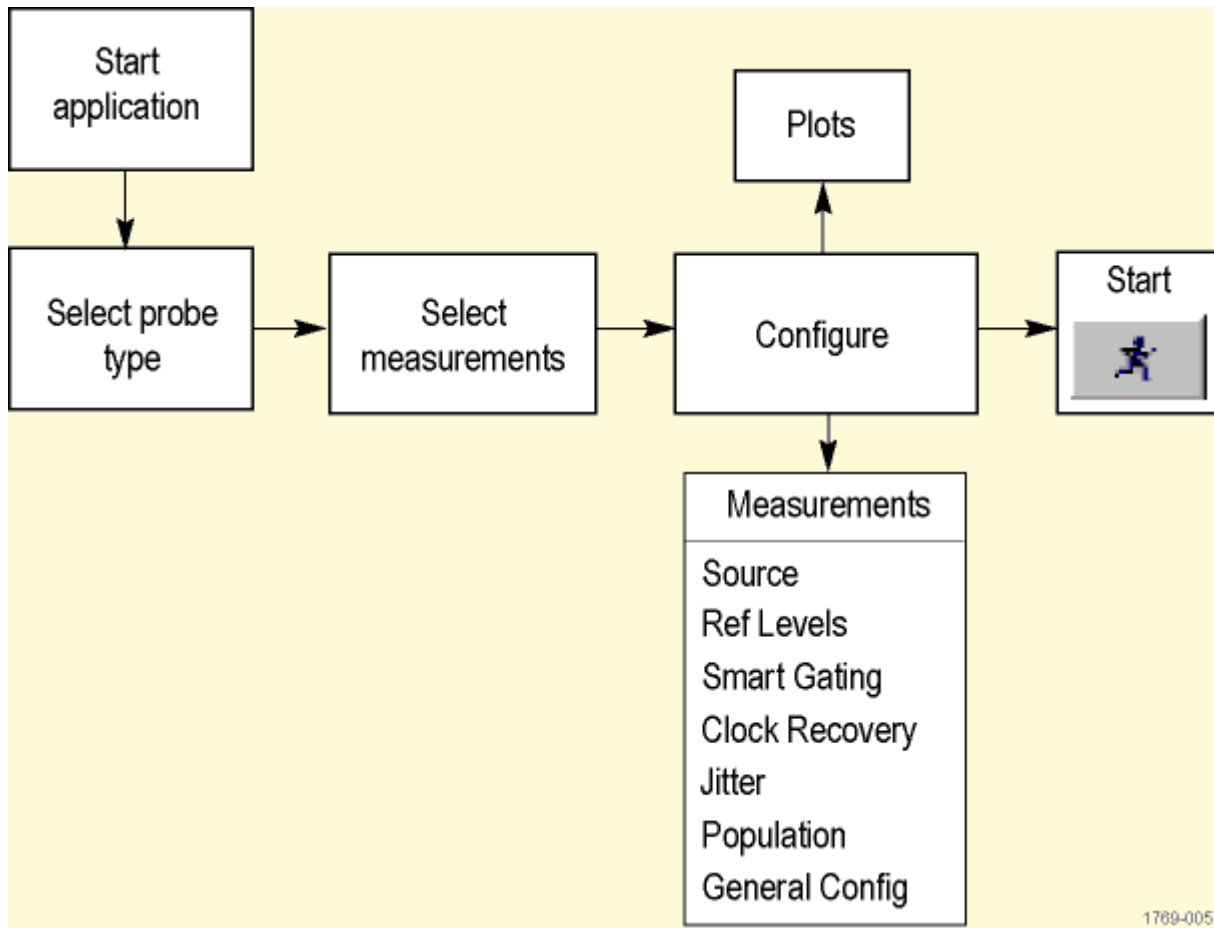 Start
application
Plots
Select probe
type
Select
measurements
Configure
Start
Measurements
Source
Ref Levels
Smart Gating
Clock Recovery
Jitter
Population
General Config
1769-005